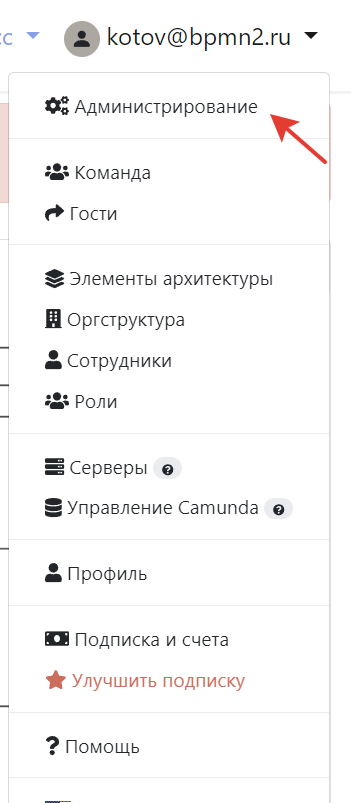 kotov@bpmn2.ru
Администрирование
Команда
Гости
Элементы архитектуры
Оргструктура
Сотрудники
Роли
Серверы ?
Управление Camunda ?
Профиль
Подписка и счета
Улучшить подписку
? Помощь